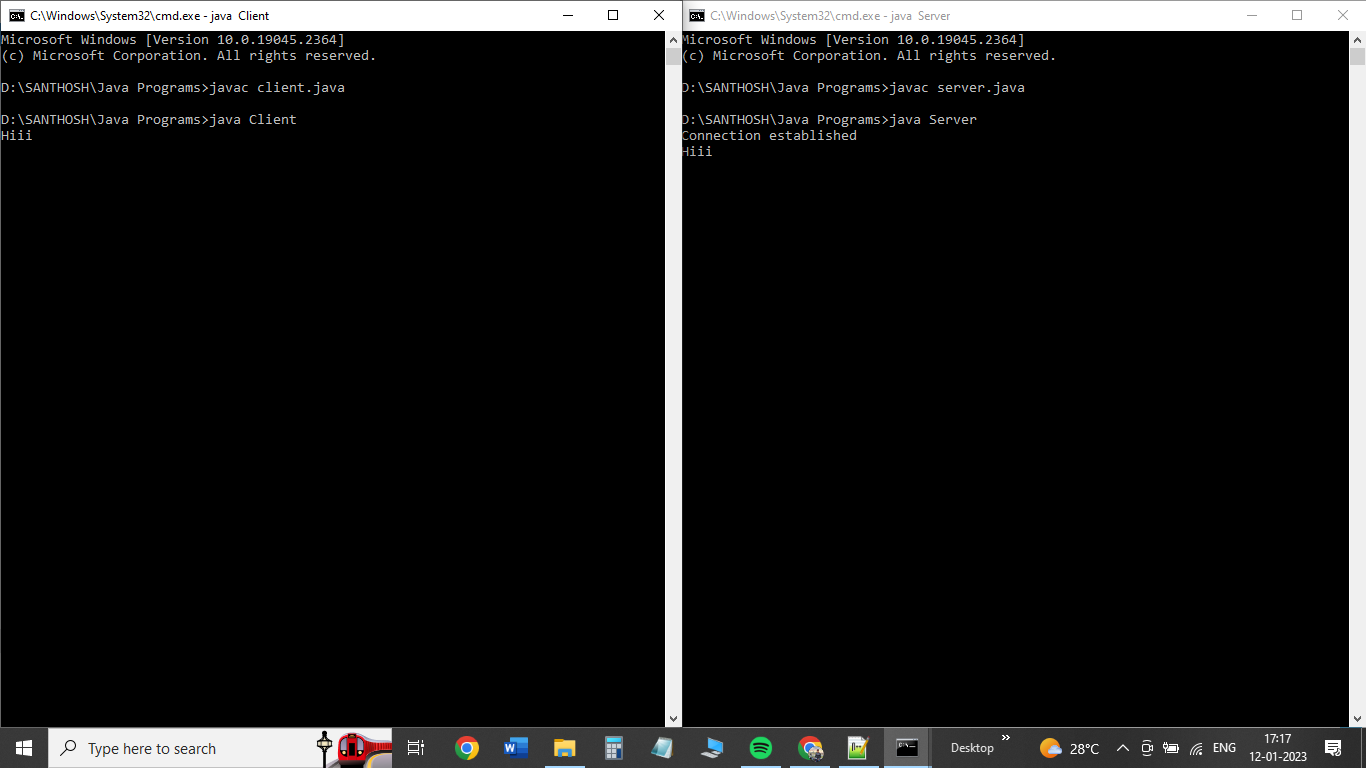 C:\Windows\System32\cmd.exe - java  Client
Microsoft Windows [Version 10.0.19045.2364]
(c) Microsoft Corporation. All rights reserved.
D:\SANTHOSH\Java Programs>javac client.java
D:\SANTHOSH\Java Programs>java Client
Hiii
C:\Windows\System32\cmd.exe - java  Server
Microsoft Windows [Version 10.0.19045.2364]
(c) Microsoft Corporation. All rights reserved.
D:\SANTHOSH\Java Programs>javac server.java
D:\SANTHOSH\Java Programs>java Server
Connection established
Hiii
Type here to search
Desktop
28°C
ENG
17:17
12-01-2023